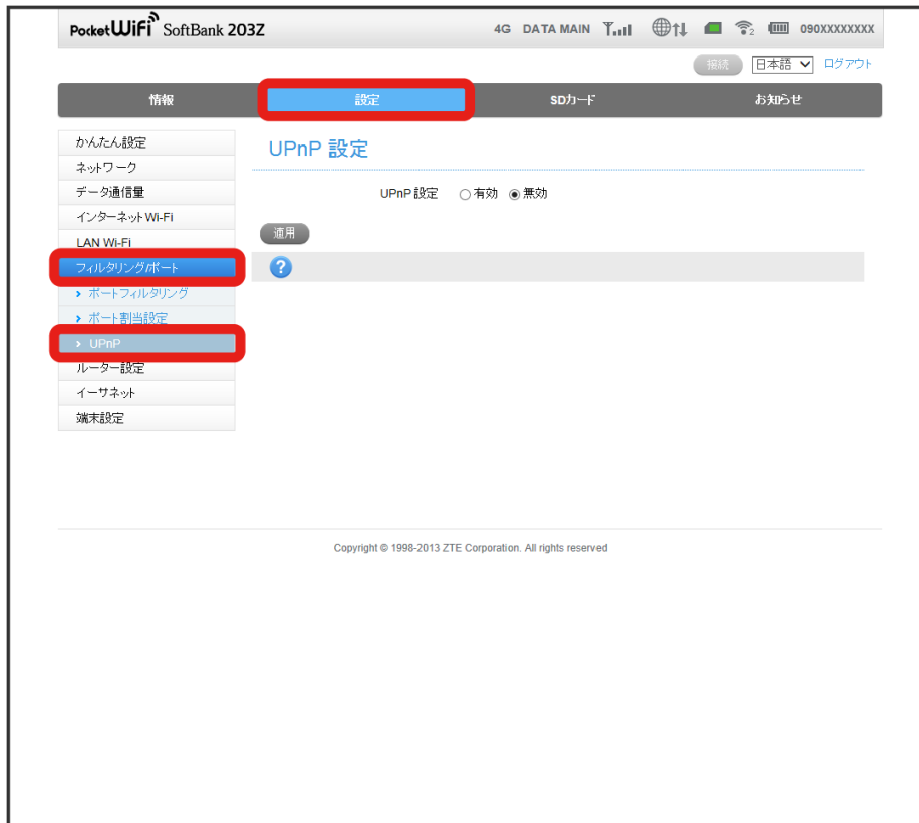 PocketWiFi SoftBank 203Z 4G DATA MAIN 2 090XXXXXXXX
接続 日本語 ログアウト
情報 設定 SDカード お知らせ
かんたん設定
ネットワーク
データ通信量
インターネットWi-Fi
LAN Wi-Fi
フィルタリング/ポート
ポートフィルタリング
ポート割当設定
UPnP
ルーター設定
イーサネット
端末設定
UPnP 設定
UPnP設定 有効 無効
適用
?
Copyright © 1998-2013 ZTE Corporation. All rights reserved